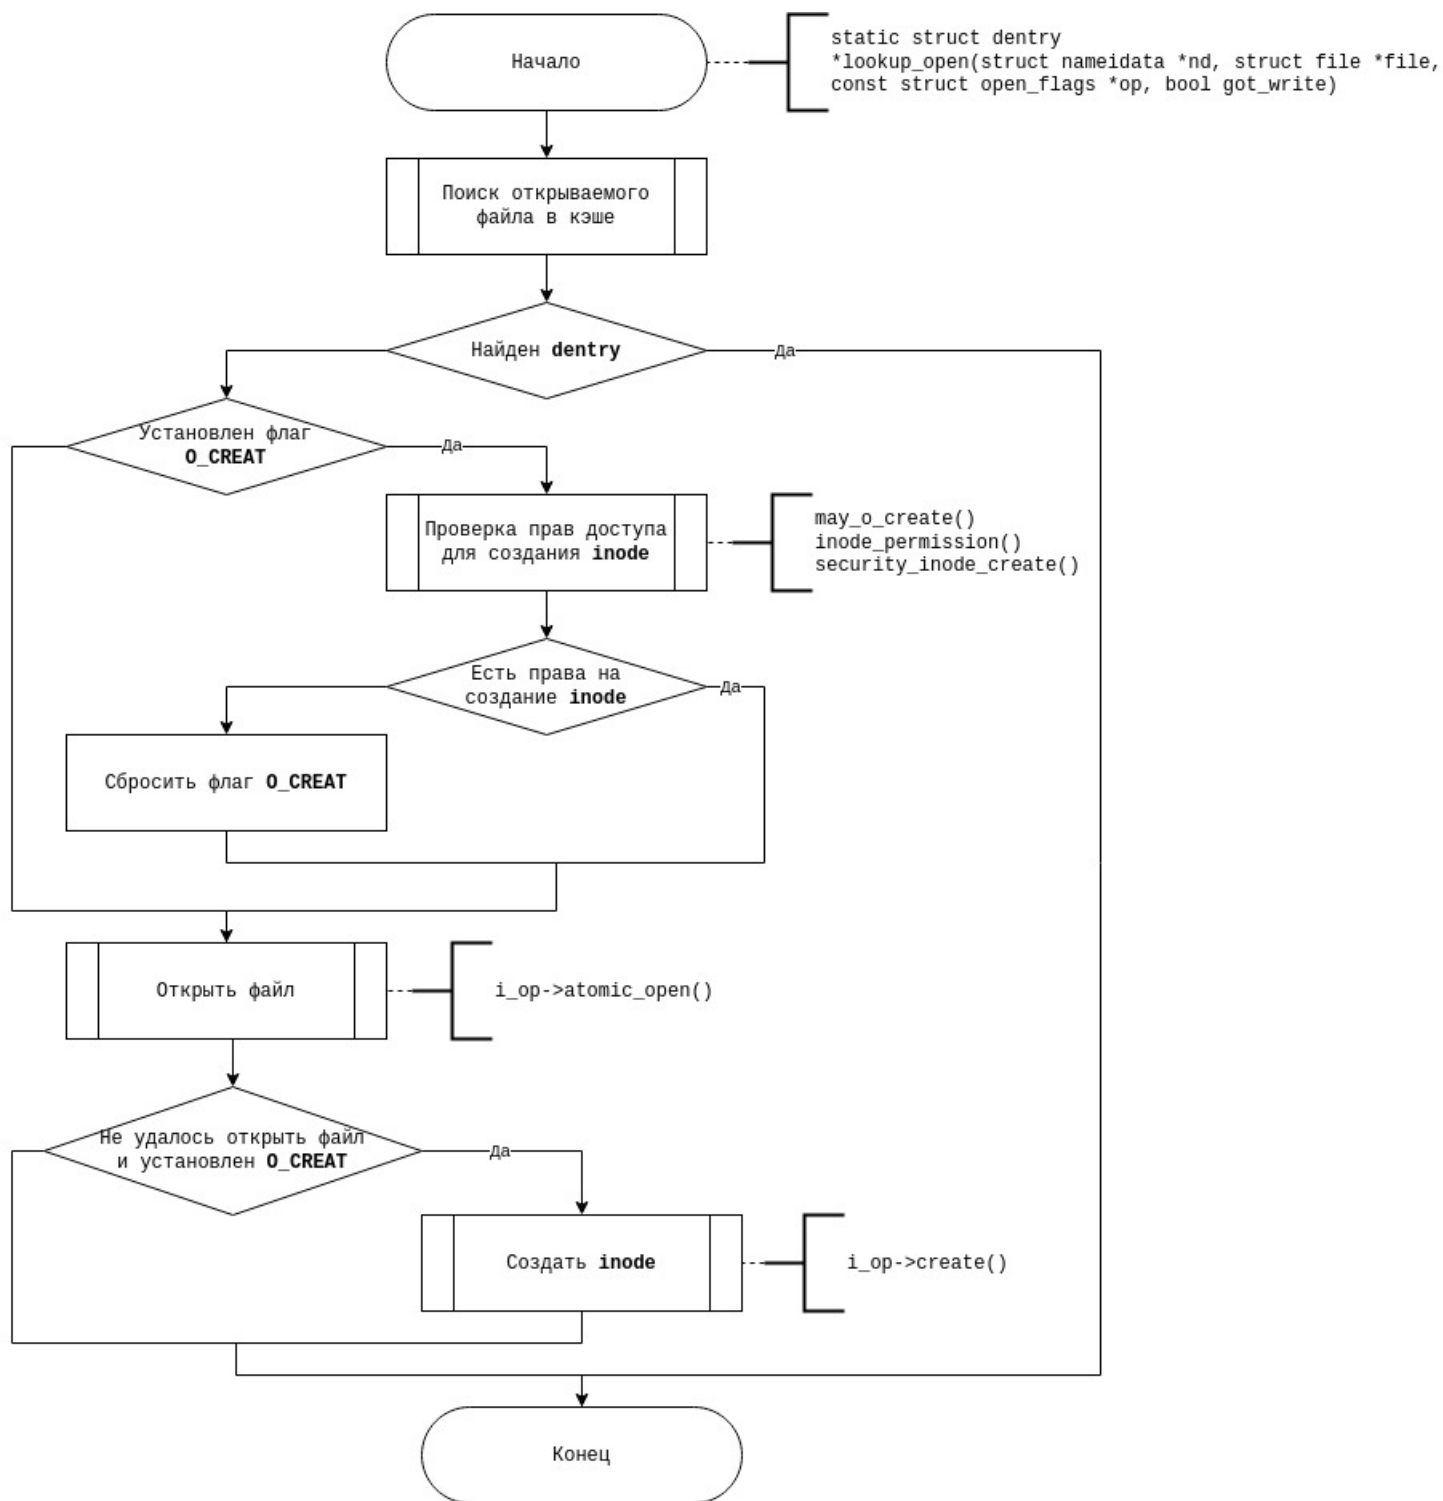 Начало
static struct dentry
*lookup_open(struct nameidata *nd, struct file *file,
const struct open_flags *op, bool got_write)
Поиск открываемого
файла в кэше
Найден dentry
Да
Установлен флаг
O_CREAT
Да
Проверка прав доступа
для создания inode
may_o_create()
inode_permission()
security_inode_create()
Есть права на
создание inode
Да
Сбросить флаг O_CREAT
Открыть файл
i_op->atomic_open()
Не удалось открыть файл
и установлен O_CREAT
Да
Создать inode
i_op->create()
Конец